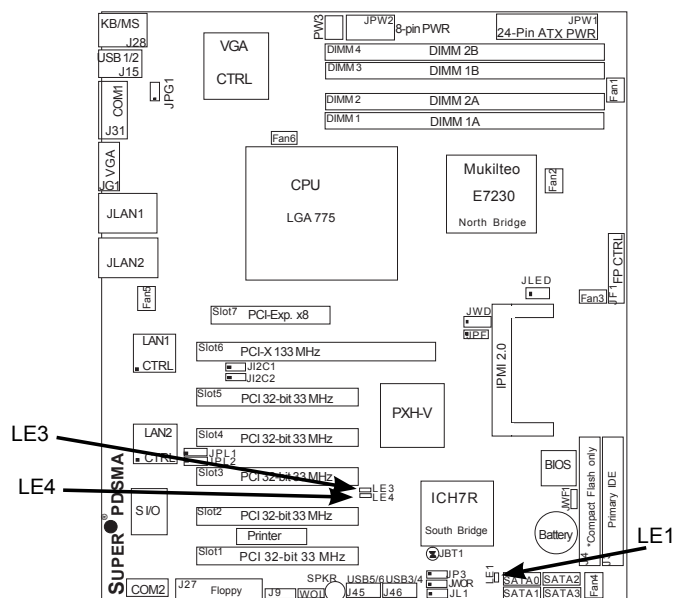 KB/MS
J28
USB 1/2
J15
COM1
J31
JPG1
VGA
CTRL
PW3
JPW2
8-pin PWR
JPW1
24-Pin ATX PWR
DIMM 4 DIMM 2B
DIMM 3 DIMM 1B
DIMM 2 DIMM 2A
DIMM 1 DIMM 1A
Fan1
Fan6
VGA
JG1
CPU
LGA 775
Mukilteo
E7230
North Bridge
Fan2
JLAN1
JLAN2
Fan5
JLED
Fan3
JF1
FP CTRL
Slot7 PCI-Exp. x8
JWD
JPF
IPMI 2.0
LAN1
CTRL
Slot6 PCI-X 133 MHz
JI2C1
JI2C2
Slot5
PCI 32-bit 33 MHz
PXH-V
LAN2
CTRL
Slot4
PCI 32-bit 33 MHz
JPL1
JPL2
Slot3
PCI 32-bit 33 MHz
LE3
LE4
LE3
LE4
ICH7R
South Bridge
BIOS
JWF1
Battery
*Compact Flash only
Primary IDE
S I/O
SUPER® PDSMA
Slot2
PCI 32-bit 33 MHz
Printer
Slot1 PCI 32-bit 33 MHz
JBT1
LE1
LE1
COM2
J27
Floppy
J9
WOL
SPKR
USB5/6
J45
USB3/4
J46
JP3
JWOR
JL1
SATA0
SATA1
SATA2
SATA3
Fan4